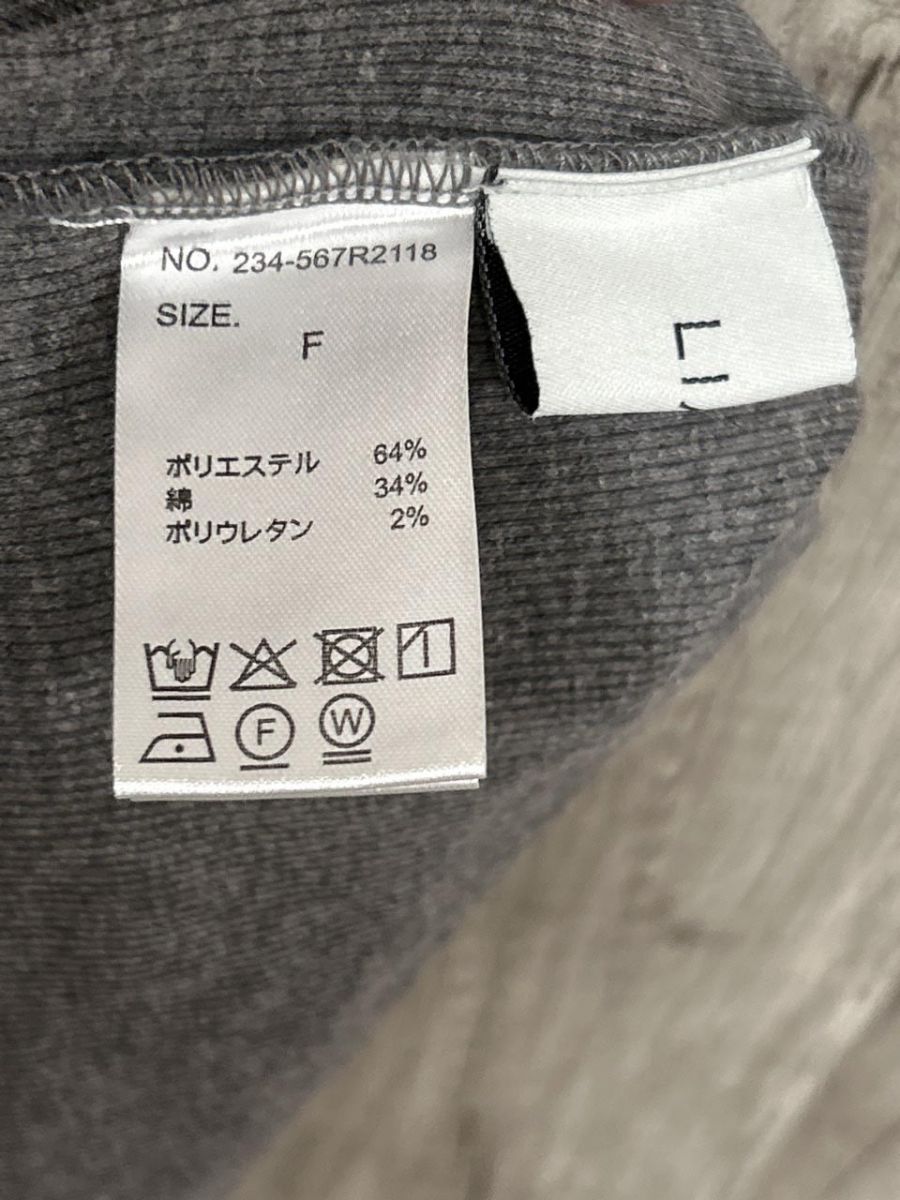 NO. 234-567R2118
SIZE.
F
ポリエステル 64%
綿 34%
ポリウレタン 2%
F
W